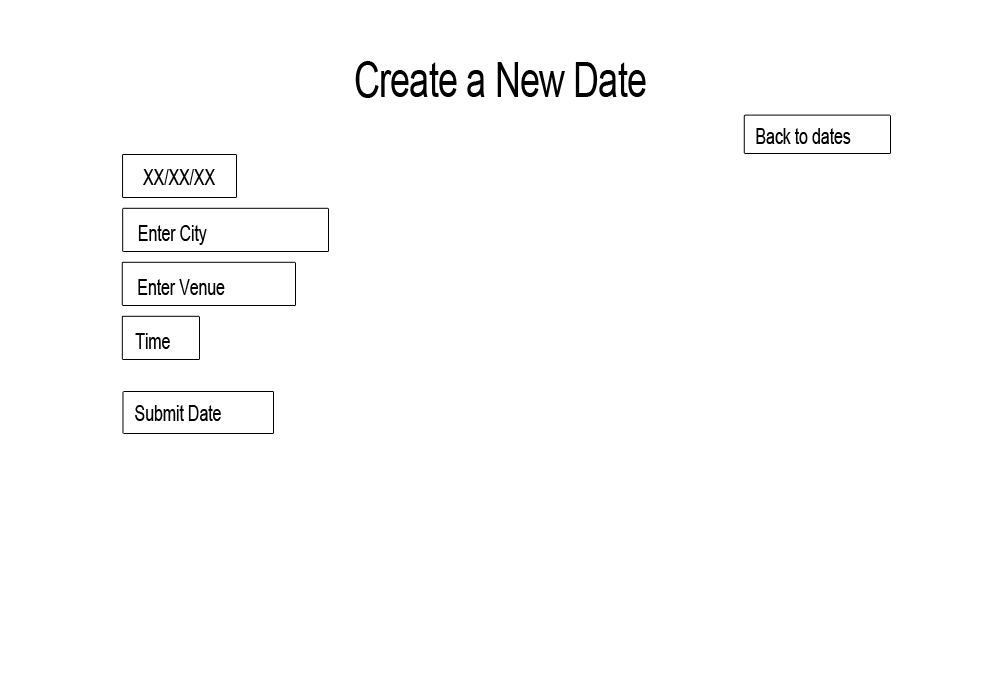 Create a New Date
Back to dates
XX/XX/XX
Enter City
Enter Venue
Time
Submit Date